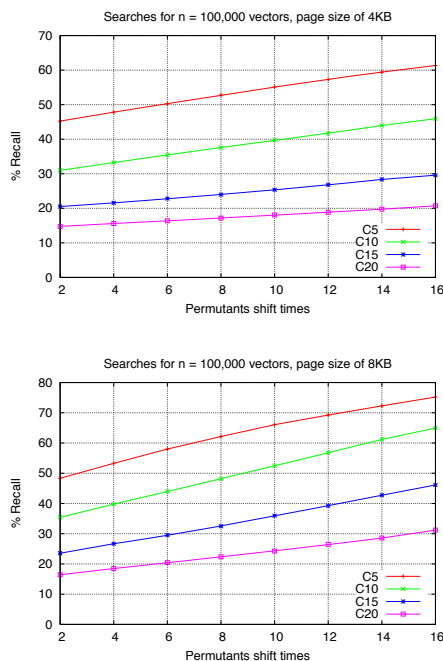 Searches for n = 100,000 vectors, page size of 4KB
70
60
50
40
30
20
10
0
% Recall
C5
C10
C15
C20
2 4 6 8 10 12 14 16
Permutants shift times
Searches for n = 100,000 vectors, page size of 8KB
80
70
60
50
40
30
20
10
0
% Recall
C5
C10
C15
C20
2 4 6 8 10 12 14 16
Permutants shift times